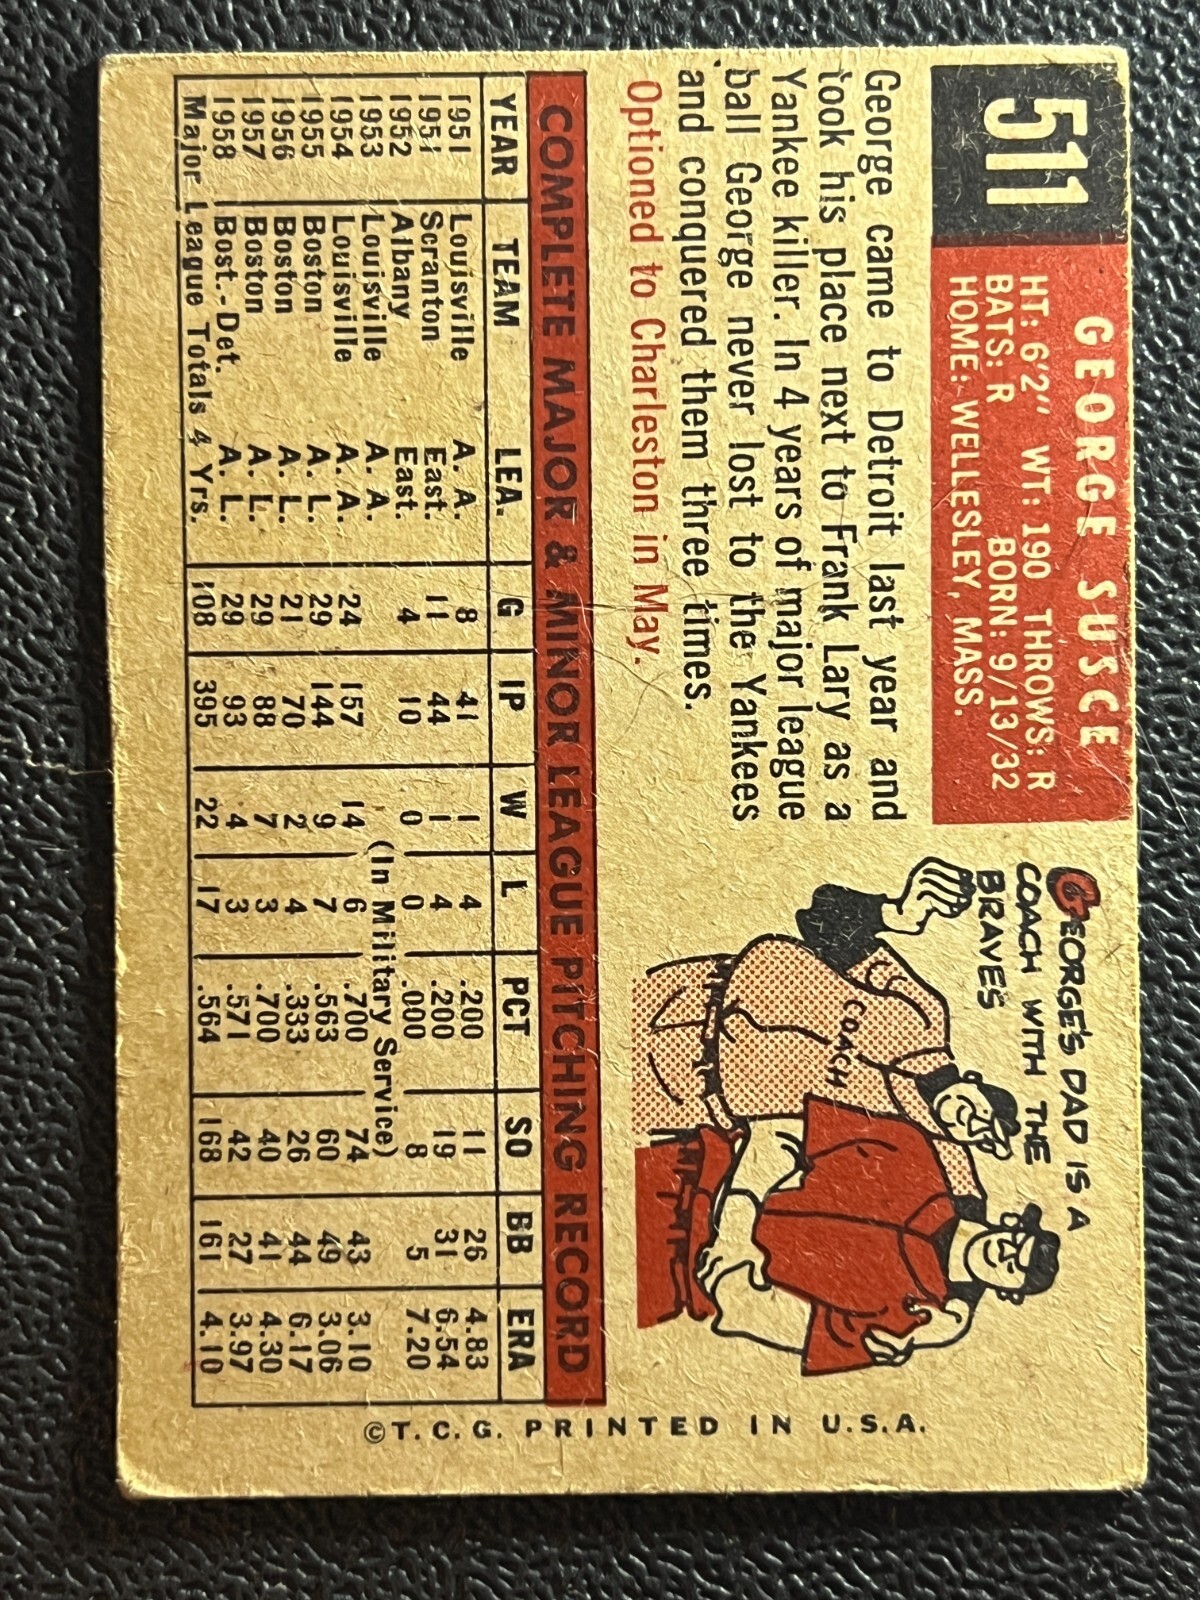 511
GEORGE SUSCE
HT: 6'2" WT: 190 THROWS: R
BATS: R BORN: 9/13/32
HOME: WELLESLEY, MASS.
George came to Detroit last year and
took his place next to Frank Lary as a
Yankee killer. In 4 years of major league
ball George never lost to the Yankees
and conquered them three times.
Optioned to Charleston in May.
GEORGE'S DAD IS A
COACH WITH THE
BRAVES
COACH
COMPLETE MAJOR & MINOR LEAGUE PITCHING RECORD
YEAR TEAM LEA. G IP W L PCT SO BB ERA
1951 Louisville A. A. 8 41 1 4 .200 11 26 4.83
1951 Scranton East. 11 44 1 4 .200 19 31 6.54
1952 Albany East. 4 10 0 0 .000 8 5 7.20
1953 Louisville A. A. (In Military Service)
1954 Louisville A. A. 24 157 14 6 .700 74 43 3.10
1955 Boston A. L. 29 144 9 7 .563 60 49 3.06
1956 Boston A. L. 21 70 2 4 .333 26 44 6.17
1957 Boston A. L. 29 88 7 3 .700 40 41 4.30
1958 Bost.-Det. A. L. 29 93 4 3 .571 42 27 3.97
Major League Totals 4 Yrs. 108 395 22 17 .564 168 161 4.10
©T. C. G. PRINTED IN U.S.A.